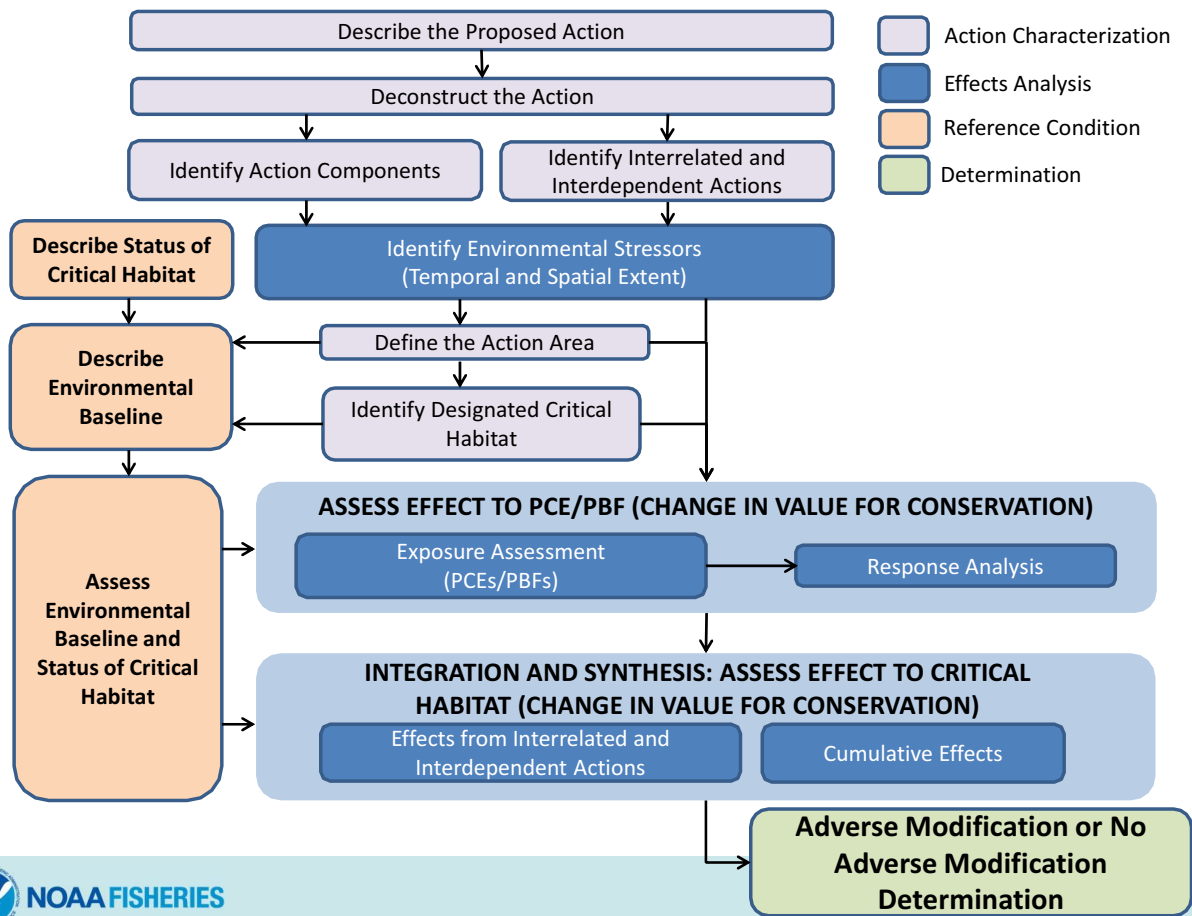 Describe the Proposed Action
Action Characterization
Deconstruct the Action
Effects Analysis
Reference Condition
Determination
Identify Action Components
Identify Interrelated and
Interdependent Actions
Describe Status of
Critical Habitat
Identify Environmental Stressors
(Temporal and Spatial Extent)
Define the Action Area
Describe
Environmental
Baseline
Identify Designated Critical
Habitat
ASSESS EFFECT TO PCE/PBF (CHANGE IN VALUE FOR CONSERVATION)
Exposure Assessment
(PCEs/PBFs)
Response Analysis
Assess
Environmental
Baseline and
Status of Critical
Habitat
INTEGRATION AND SYNTHESIS: ASSESS EFFECT TO CRITICAL
HABITAT (CHANGE IN VALUE FOR CONSERVATION)
Effects from Interrelated and
Interdependent Actions
Cumulative Effects
Adverse Modification or No
Adverse Modification
Determination
NOAA FISHERIES